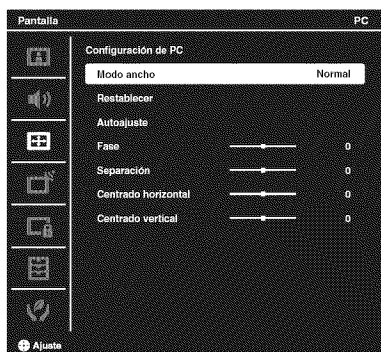 Pantalla PC
Configuración de PC
Modo ancho Normal
Restablecer
Autoajuste
Fase 0
Separación 0
Centrado horizontal 0
Centrado vertical 0
Ajuste